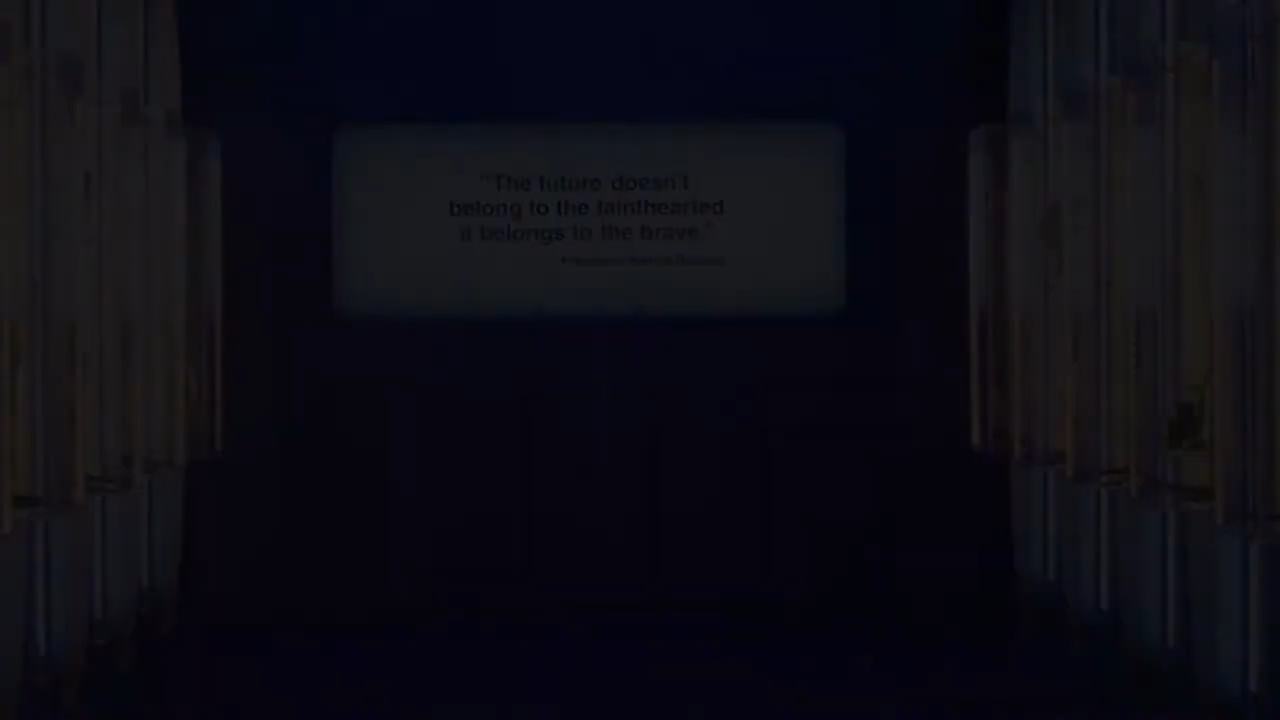 "The future doesn't
belong to the fainthearted
it belongs to the brave."